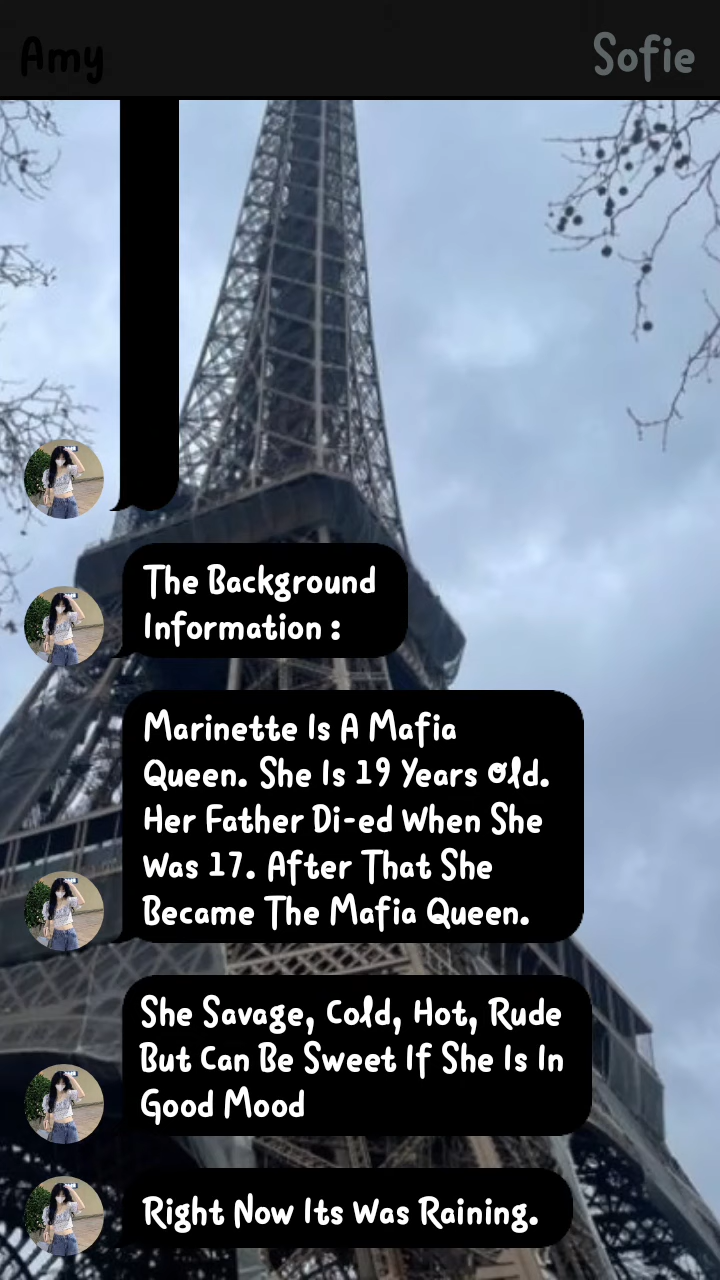 Amy
Sofie
The Background
Information :
Marinette Is A Mafia
Queen. She Is 19 Years Old.
Her Father Di-ed When She
Was 17. After That She
Became The Mafia Queen.
She Savage, Cold, Hot, Rude
But Can Be Sweet If She Is In
Good Mood
Right Now Its Was Raining.